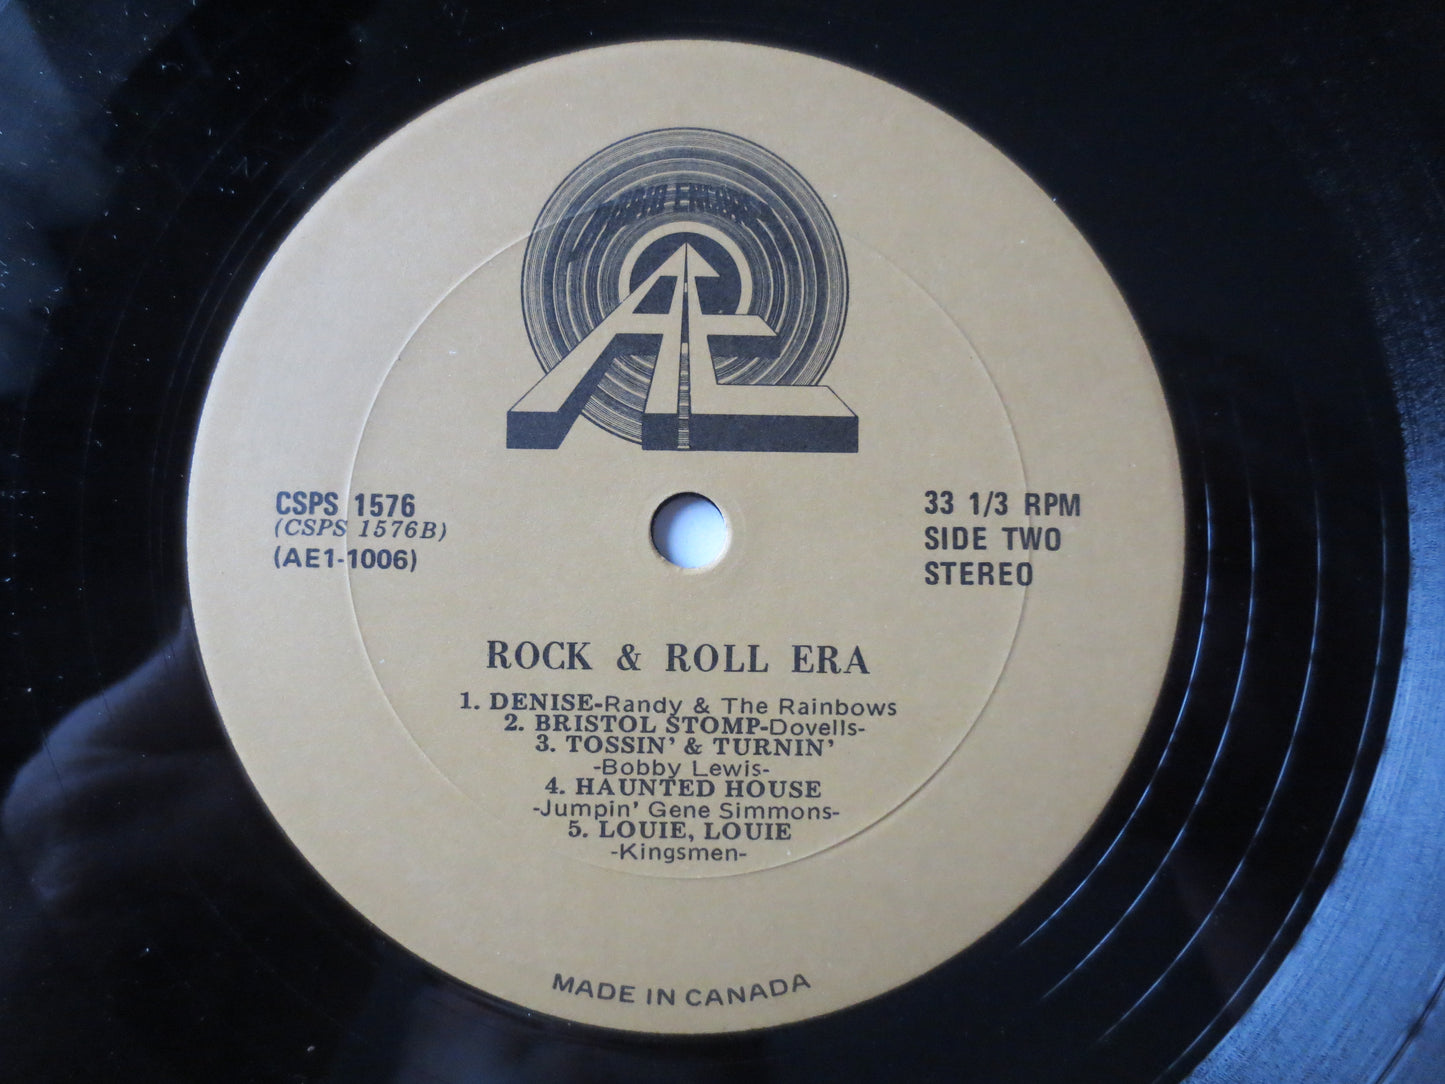 AUDIO ENCORE
CSPS 1576
(CSPS 1576B)
(AE1-1006)
33 1/3 RPM
SIDE TWO
STEREO
ROCK & ROLL ERA
1. DENISE-Randy & The Rainbows
2. BRISTOL STOMP-Dovells-
3. TOSSIN' & TURNIN'
-Bobby Lewis-
4. HAUNTED HOUSE
-Jumpin' Gene Simmons-
5. LOUIE, LOUIE
-Kingsmen-
MADE IN CANADA